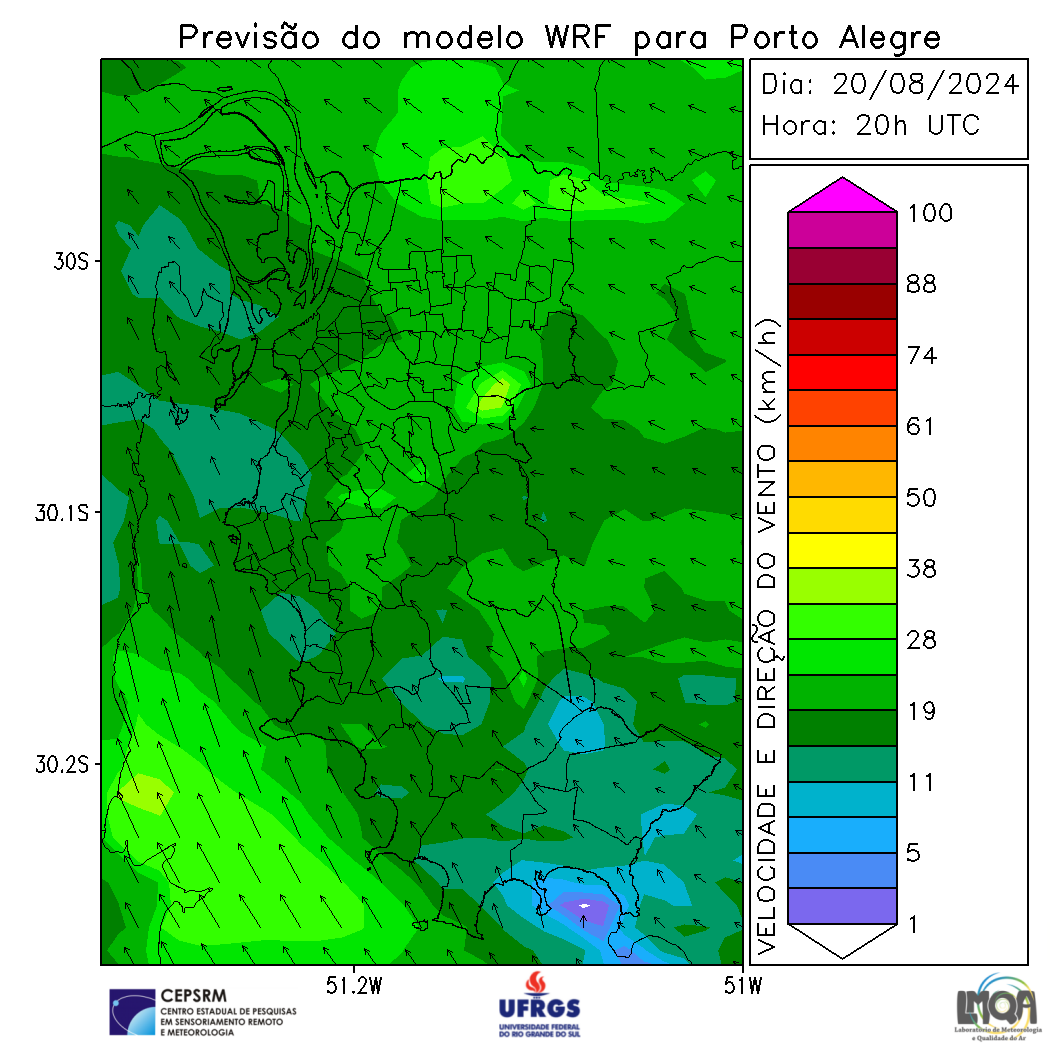 Previsão do modelo WRF para Porto Alegre
Dia: 20/08/2024
Hora: 20h UTC
30S
30.1S
30.2S
51.2W
51W
VELOCIDADE E DIREÇÃO DO VENTO (km/h)
100
88
74
61
50
38
28
19
11
5
1
CEPSRM
CENTRO ESTADUAL DE PESQUISAS
EM SENSORIAMENTO REMOTO
E METEOROLOGIA
UFRGS
UNIVERSIDADE FEDERAL
DO RIO GRANDE DO SUL
LMQA
Laboratório de Meteorologia
e Qualidade do Ar